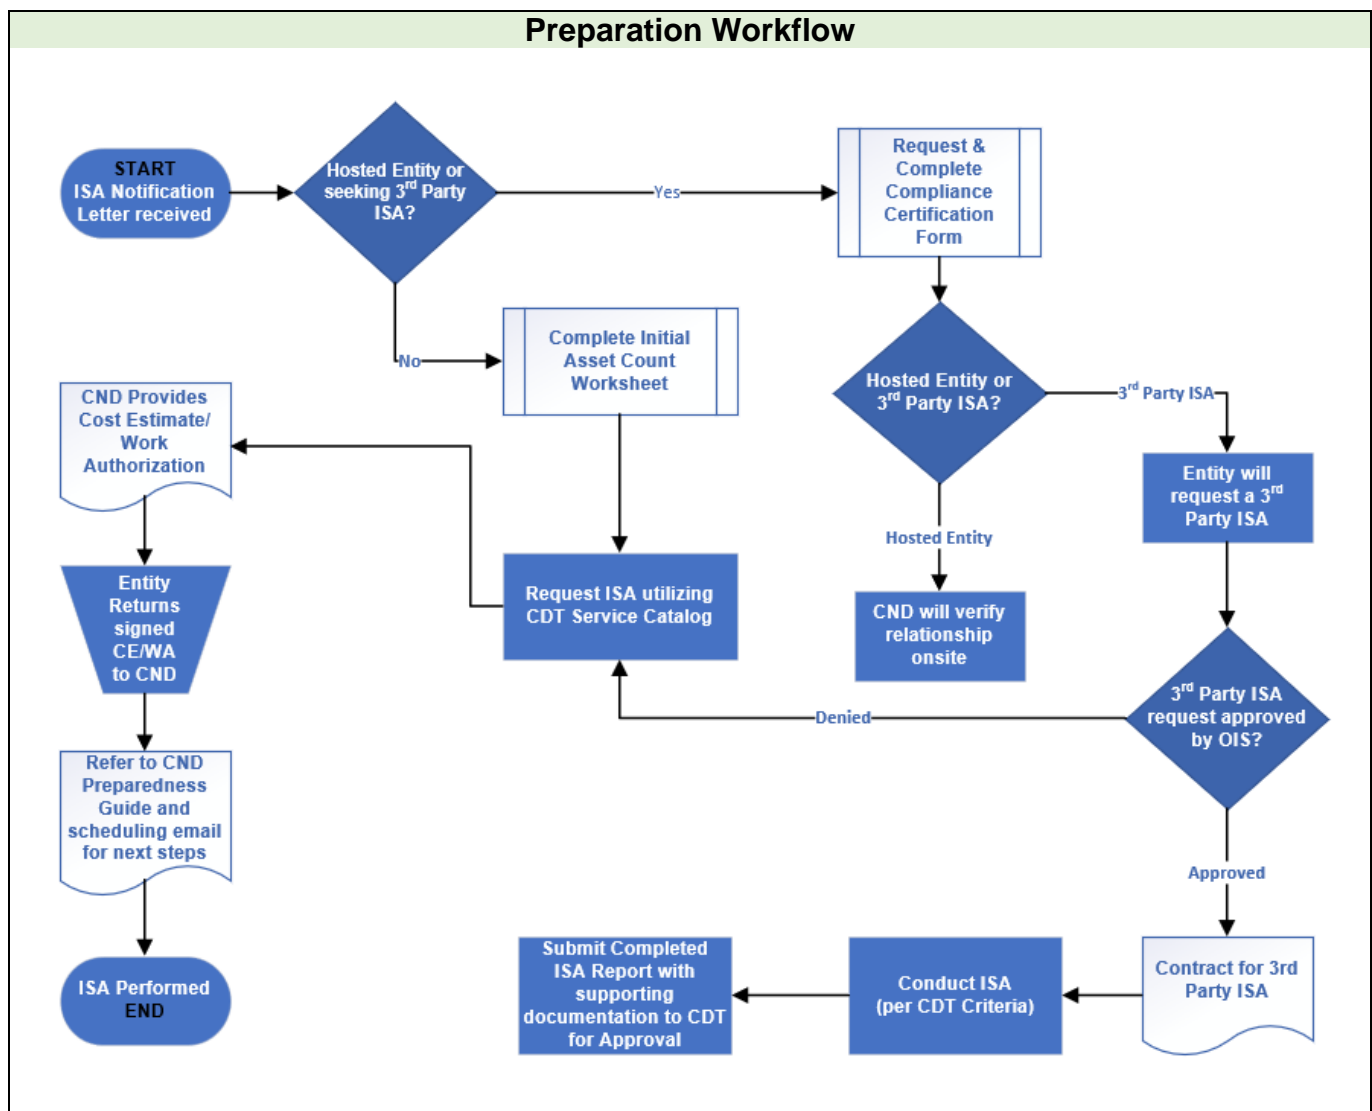 Preparation Workflow
START
ISA Notification
Letter received
Hosted Entity or
seeking 3rd Party
ISA?
Yes
Request &
Complete
Compliance
Certification
Form
No
Complete Initial
Asset Count
Worksheet
Hosted Entity or
3rd Party ISA?
3rd Party ISA
Entity will
request a 3rd
Party ISA
CND Provides
Cost Estimate/
Work
Authorization
Hosted Entity
Request ISA utilizing
CDT Service Catalog
CND will verify
relationship
onsite
Entity
Returns
signed
CE/WA
to CND
3rd Party ISA
request approved
by OIS?
Denied
Refer to CND
Preparedness
Guide and
scheduling email
for next steps
Approved
Submit Completed
ISA Report with
supporting
documentation to CDT
for Approval
Conduct ISA
(per CDT Criteria)
Contract for 3rd
Party ISA
ISA Performed
END